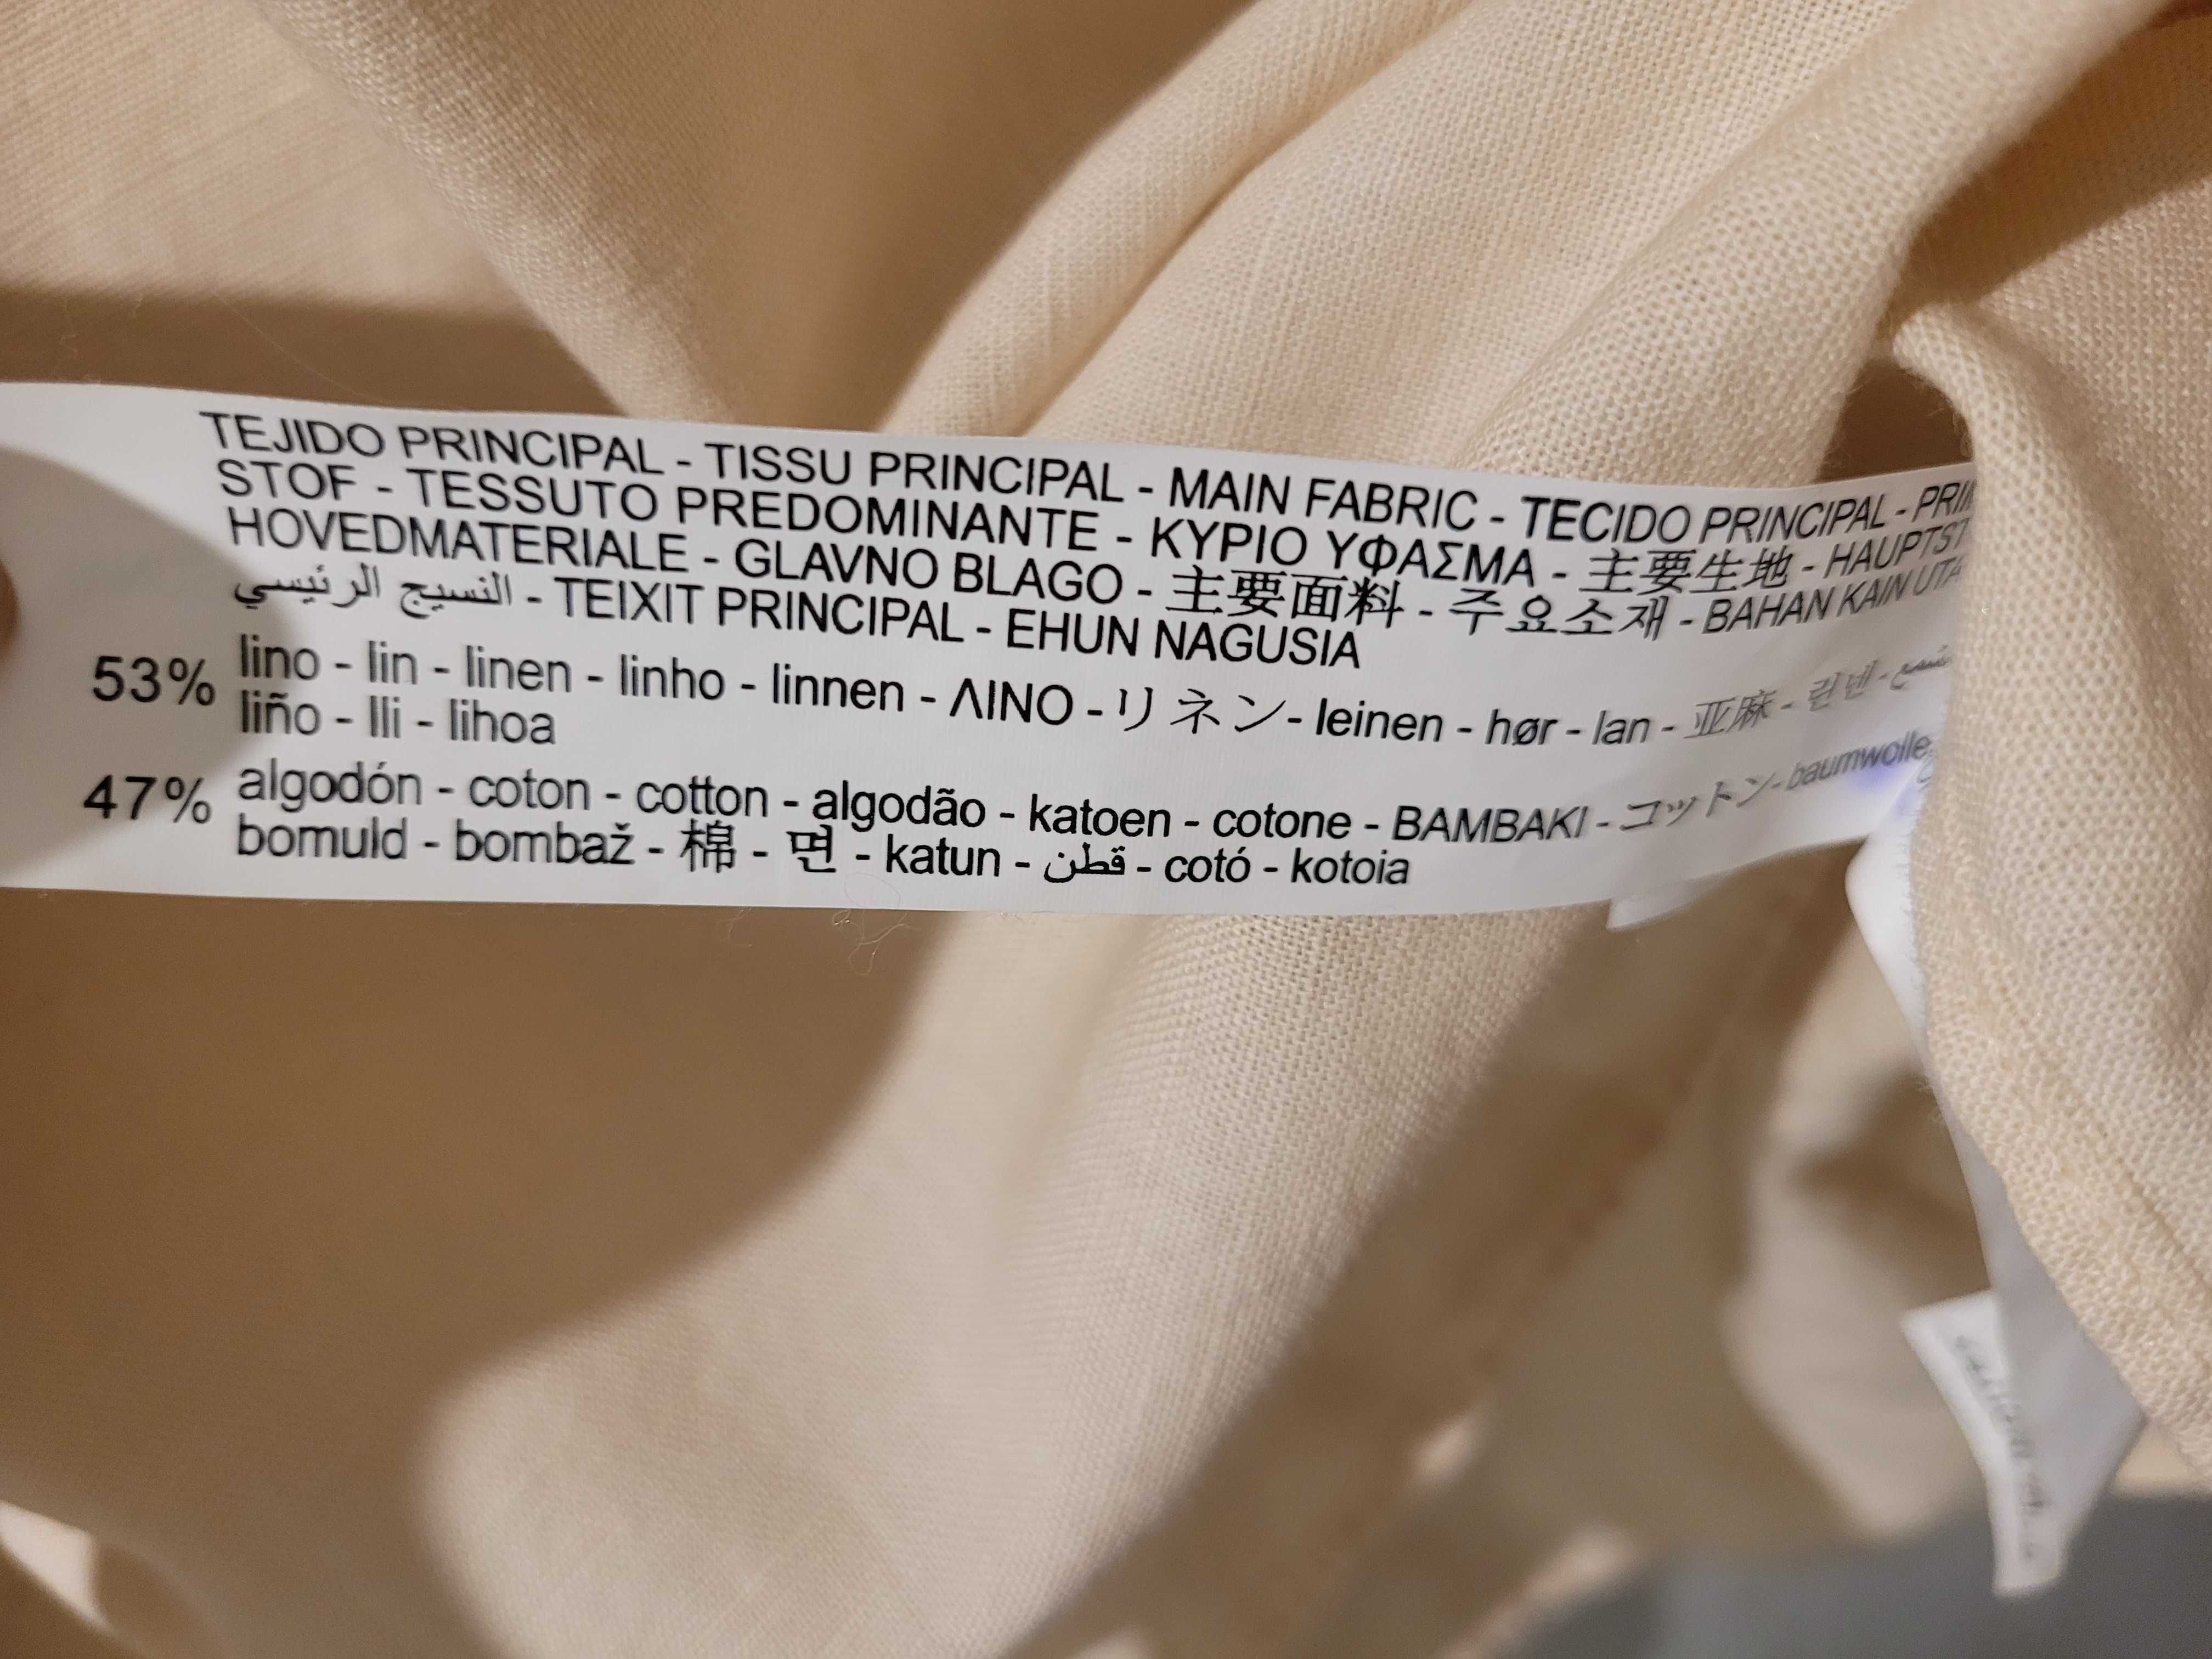 TEJIDO PRINCIPAL - TISSU PRINCIPAL - MAIN FABRIC - TECIDO PRINCIPAL -
STOF - TESSUTO PREDOMINANTE - ΚΥΡΙΟ ΥΦΑΣΜΑ - 主要生地 -
HOVEDMATERIALE - GLAVNO BLAGO - 主要面料 - 주요소재 - BAHAN KAIN
النسيج الرئيسي - TEIXIT PRINCIPAL - EHUN NAGUSIA
53% lino - lin - linen - linho - linnen - ΛΙΝΟ - リネン - leinen - hør - lan - 亚麻 - 린넨 -
liño - lli - lihoa
47% algodón - coton - cotton - algodão - katoen - cotone - BAMBAKI - コットン - baumwolle
bomuld - bombaž - 棉 - 면 - katun - قطن - cotó - kotoia